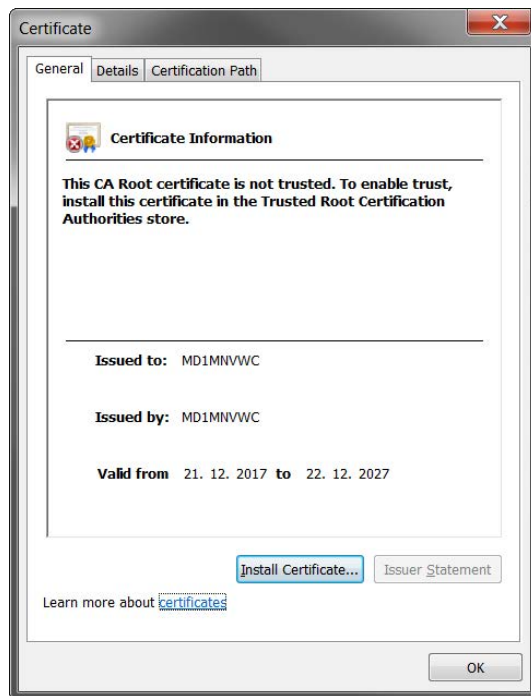 Certificate
General Details Certification Path
Certificate Information
This CA Root certificate is not trusted. To enable trust,
install this certificate in the Trusted Root Certification
Authorities store.
Issued to: MD1MNVWC
Issued by: MD1MNVWC
Valid from 21. 12. 2017 to 22. 12. 2027
Install Certificate... Issuer Statement
Learn more about certificates
OK